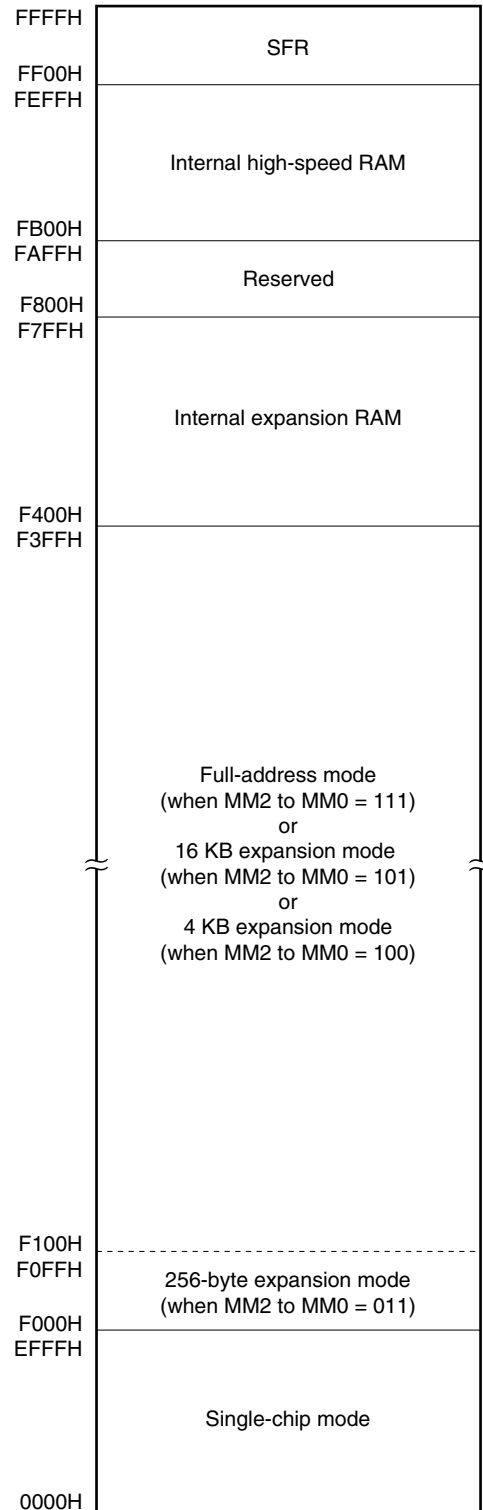 FFFFH
SFR
FF00H
FEFFH
Internal high-speed RAM
FB00H
FAFFH
Reserved
F800H
F7FFH
Internal expansion RAM
F400H
F3FFH
Full-address mode
(when MM2 to MM0 = 111)
or
16 KB expansion mode
(when MM2 to MM0 = 101)
or
4 KB expansion mode
(when MM2 to MM0 = 100)
F100H
F0FFH
256-byte expansion mode
(when MM2 to MM0 = 011)
F000H
EFFFH
Single-chip mode
0000H